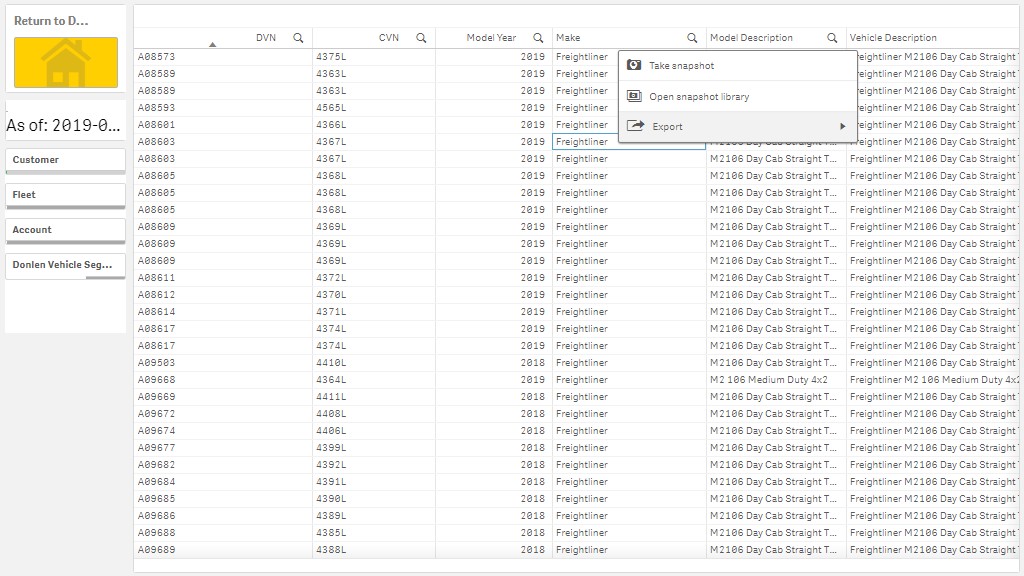 Return to D...
As of: 2019-0...
Customer
Fleet
Account
Donlen Vehicle Seg...
DVN CVN Model Year Make Model Description Vehicle Description
Take snapshot
Open snapshot library
Export
A08573 4375L 2019 Freightliner Freightliner M2106 Day Cab Straight
A08589 4363L 2019 Freightliner M2106 Day Cab Straight
A08589 4363L 2019 Freightliner M2106 Day Cab Straight
A08593 4565L 2019 Freightliner M2106 Day Cab Straight
A08601 4366L 2019 Freightliner M2106 Day Cab Straight
A08603 4367L 2019 Freightliner M2106 Day Cab Straight T... Freightliner M2106 Day Cab Straight
A08603 4367L 2019 Freightliner M2106 Day Cab Straight T... Freightliner M2106 Day Cab Straight
A08605 4368L 2019 Freightliner M2106 Day Cab Straight T... Freightliner M2106 Day Cab Straight
A08605 4368L 2019 Freightliner M2106 Day Cab Straight T... Freightliner M2106 Day Cab Straight
A08605 4368L 2019 Freightliner M2106 Day Cab Straight T... Freightliner M2106 Day Cab Straight
A08609 4369L 2019 Freightliner M2106 Day Cab Straight T... Freightliner M2106 Day Cab Straight
A08609 4369L 2019 Freightliner M2106 Day Cab Straight T... Freightliner M2106 Day Cab Straight
A08609 4369L 2019 Freightliner M2106 Day Cab Straight T... Freightliner M2106 Day Cab Straight
A08611 4372L 2019 Freightliner M2106 Day Cab Straight T... Freightliner M2106 Day Cab Straight
A08612 4370L 2019 Freightliner M2106 Day Cab Straight T... Freightliner M2106 Day Cab Straight
A08614 4371L 2019 Freightliner M2106 Day Cab Straight T... Freightliner M2106 Day Cab Straight
A08617 4374L 2019 Freightliner M2106 Day Cab Straight T... Freightliner M2106 Day Cab Straight
A08617 4374L 2019 Freightliner M2106 Day Cab Straight T... Freightliner M2106 Day Cab Straight
A09503 4410L 2018 Freightliner M2106 Day Cab Straight T... Freightliner M2106 Day Cab Straight
A09668 4364L 2019 Freightliner M2 106 Medium Duty 4x2 Freightliner M2 106 Medium Duty 4x2
A09669 4411L 2018 Freightliner M2106 Day Cab Straight T... Freightliner M2106 Day Cab Straight
A09672 4408L 2018 Freightliner M2106 Day Cab Straight T... Freightliner M2106 Day Cab Straight
A09674 4406L 2018 Freightliner M2106 Day Cab Straight T... Freightliner M2106 Day Cab Straight
A09677 4399L 2018 Freightliner M2106 Day Cab Straight T... Freightliner M2106 Day Cab Straight
A09682 4392L 2018 Freightliner M2106 Day Cab Straight T... Freightliner M2106 Day Cab Straight
A09684 4391L 2018 Freightliner M2106 Day Cab Straight T... Freightliner M2106 Day Cab Straight
A09685 4390L 2018 Freightliner M2106 Day Cab Straight T... Freightliner M2106 Day Cab Straight
A09686 4389L 2018 Freightliner M2106 Day Cab Straight T... Freightliner M2106 Day Cab Straight
A09688 4385L 2018 Freightliner M2106 Day Cab Straight T... Freightliner M2106 Day Cab Straight
A09689 4388L 2018 Freightliner M2106 Day Cab Straight T... Freightliner M2106 Day Cab Straight